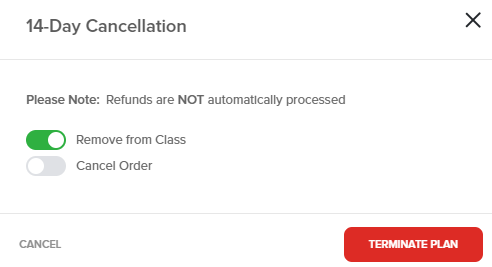 14-Day Cancellation
Please Note: Refunds are NOT automatically processed
Remove from Class
Cancel Order
CANCEL
TERMINATE PLAN